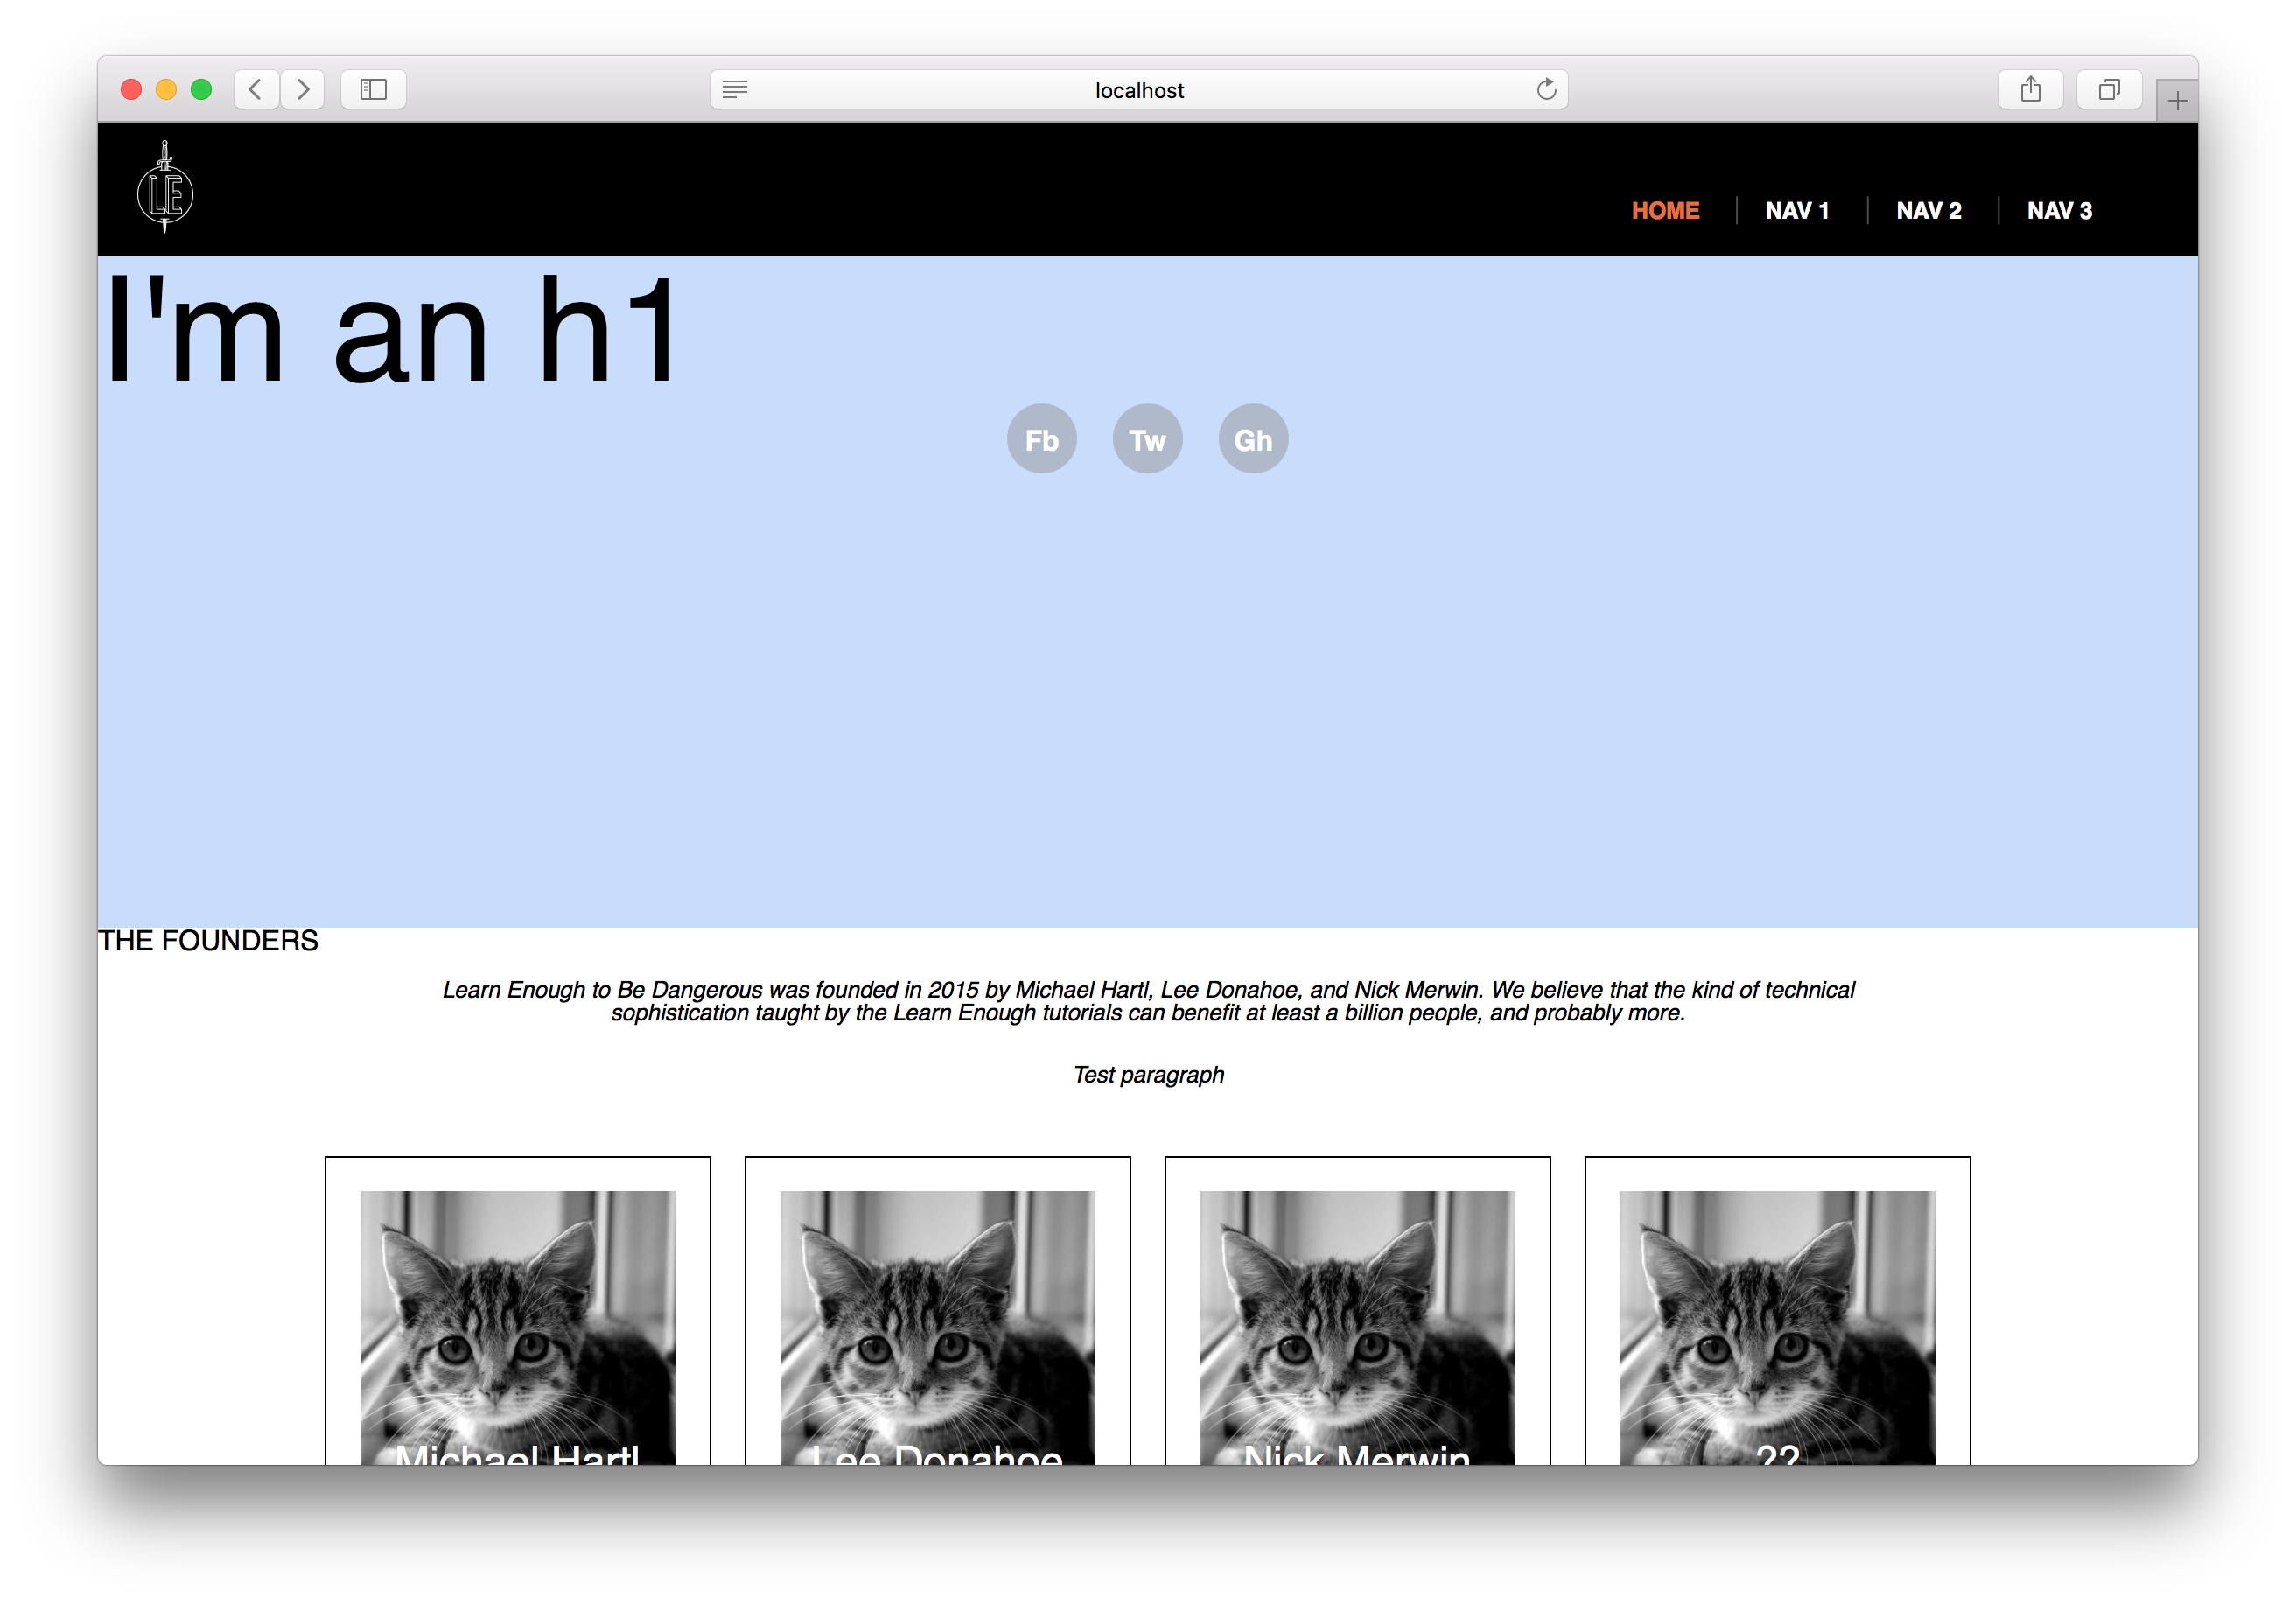 localhost
LE
HOME NAV 1 NAV 2 NAV 3
I'm an h1
Fb Tw Gh
THE FOUNDERS
Learn Enough to Be Dangerous was founded in 2015 by Michael Hartl, Lee Donahoe, and Nick Merwin. We believe that the kind of technical
sophistication taught by the Learn Enough tutorials can benefit at least a billion people, and probably more.
Test paragraph
Michael Hartl Lee Donahoe Nick Merwin ??